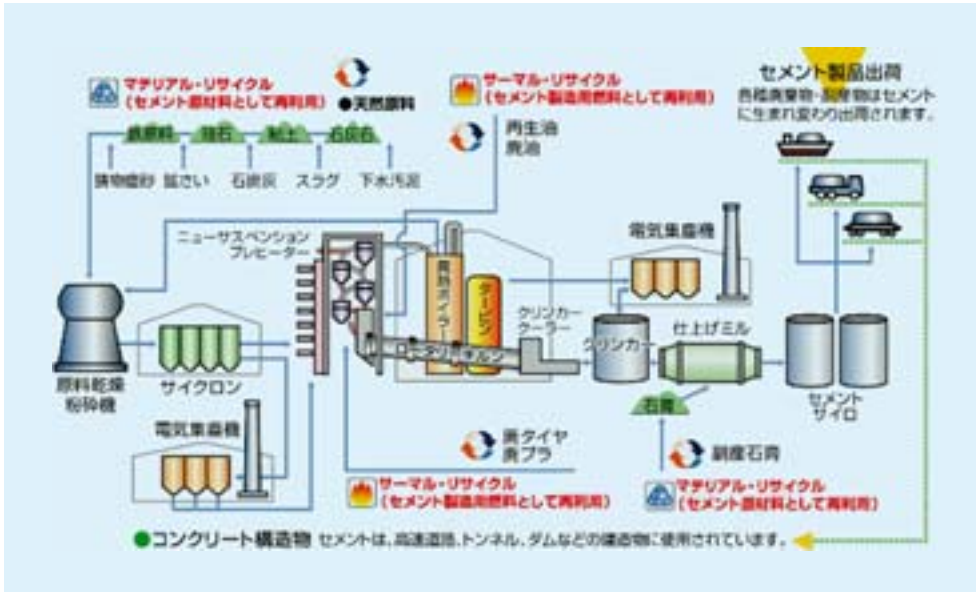 マテリアル・リサイクル
(セメント原材料として再利用)
●天然原料
サーマル・リサイクル
(セメント製造用燃料として再利用)
セメント製品出荷
各種廃棄物・副産物はセメント
に生まれ変わり出荷されます。
再生油
廃油
鉄原料
珪石
粘土
石灰石
鋳物廃砂
鉱さい
石炭灰
スラグ
下水汚泥
ニューサスペンション
プレヒーター
電気集塵機
廃熱ボイラー
タービン
クリンカー
クーラー
ロータリーキルン
クリンカー
仕上げミル
原料乾燥
粉砕機
サイクロン
セメント
サイロ
石膏
電気集塵機
廃タイヤ
廃プラ
副産石膏
サーマル・リサイクル
(セメント製造用燃料として再利用)
マテリアル・リサイクル
(セメント原材料として再利用)
●コンクリート構造物 セメントは、高速道路、トンネル、ダムなどの構造物に使用されています。